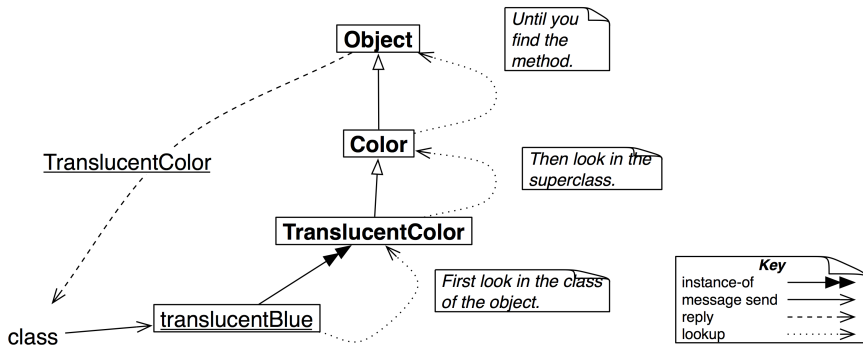 Object
Until you
find the
method.
Color
TranslucentColor
Then look in the
superclass.
TranslucentColor
First look in the class
of the object.
Key
instance-of
message send
reply
lookup
translucentBlue
class